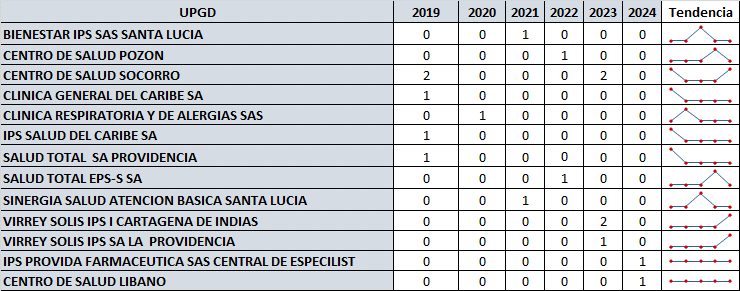 UPGD 2019 2020 2021 2022 2023 2024 Tendencia
BIENESTAR IPS SAS SANTA LUCIA 0 0 1 0 0 0
CENTRO DE SALUD POZON 0 0 0 1 0 0
CENTRO DE SALUD SOCORRO 2 0 0 0 2 0
CLINICA GENERAL DEL CARIBE SA 1 0 0 0 0 0
CLINICA RESPIRATORIA Y DE ALERGIAS SAS 0 1 0 0 0 0
IPS SALUD DEL CARIBE SA 1 0 0 0 0 0
SALUD TOTAL SA PROVIDENCIA 1 0 0 0 0 0
SALUD TOTAL EPS-S SA 0 0 0 1 0 0
SINERGIA SALUD ATENCION BASICA SANTA LUCIA 0 0 1 0 0 0
VIRREY SOLIS IPS I CARTAGENA DE INDIAS 0 0 0 0 2 0
VIRREY SOLIS IPS SA LA PROVIDENCIA 0 0 0 0 1 0
IPS PROVIDA FARMACEUTICA SAS CENTRAL DE ESPECILIST 0 0 0 0 0 1
CENTRO DE SALUD LIBANO 0 0 0 0 0 1